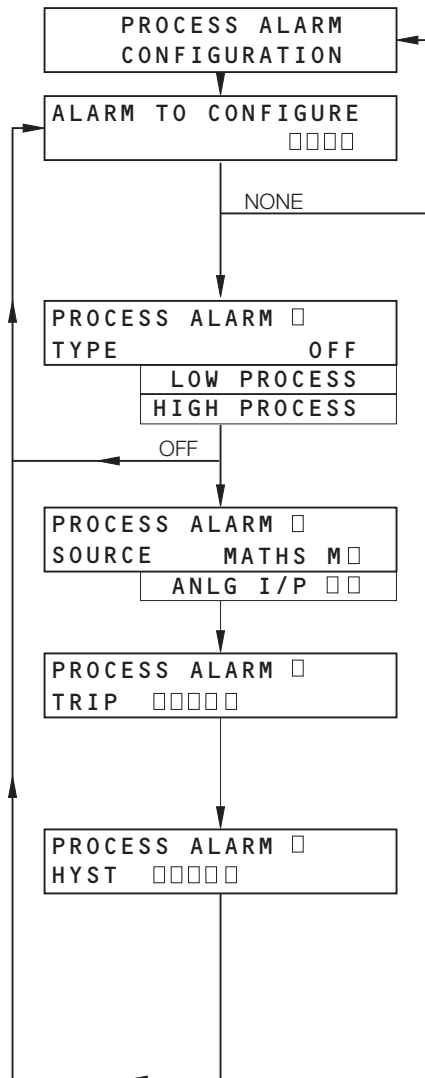 PROCESS ALARM
CONFIGURATION
ALARM TO CONFIGURE
□□□□
NONE
PROCESS ALARM □
TYPE OFF
LOW PROCESS
HIGH PROCESS
OFF
PROCESS ALARM □
SOURCE MATHS M□
ANLG I/P □□
PROCESS ALARM □
TRIP □□□□□
PROCESS ALARM □
HYST □□□□□